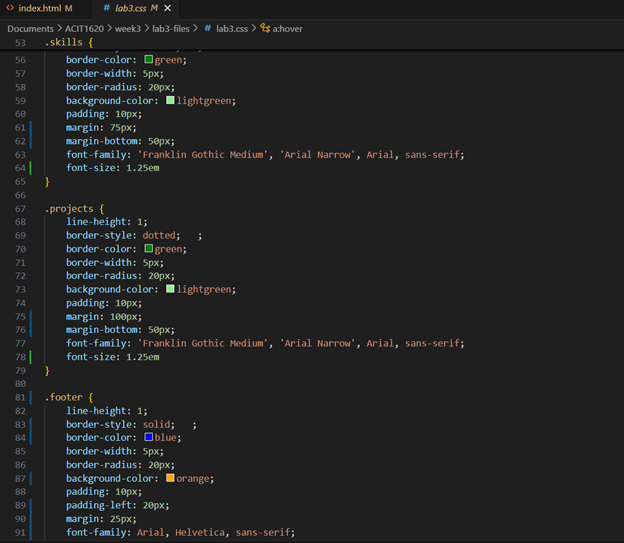 index.html M lab3.css M ×
Documents > ACIT1620 > week3 > lab3-files > # lab3.css > a:hover
53 .skills {
56 border-color: green;
57 border-width: 5px;
58 border-radius: 20px;
59 background-color: lightgreen;
60 padding: 10px;
61 margin: 75px;
62 margin-bottom: 50px;
63 font-family: 'Franklin Gothic Medium', 'Arial Narrow', Arial, sans-serif;
64 font-size: 1.25em
65 }
66
67 .projects {
68 line-height: 1;
69 border-style: dotted; ;
70 border-color: green;
71 border-width: 5px;
72 border-radius: 20px;
73 background-color: lightgreen;
74 padding: 10px;
75 margin: 100px;
76 margin-bottom: 50px;
77 font-family: 'Franklin Gothic Medium', 'Arial Narrow', Arial, sans-serif;
78 font-size: 1.25em
79 }
80
81 .footer {
82 line-height: 1;
83 border-style: solid; ;
84 border-color: blue;
85 border-width: 5px;
86 border-radius: 20px;
87 background-color: orange;
88 padding: 10px;
89 padding-left: 20px;
90 margin: 25px;
91 font-family: Arial, Helvetica, sans-serif;